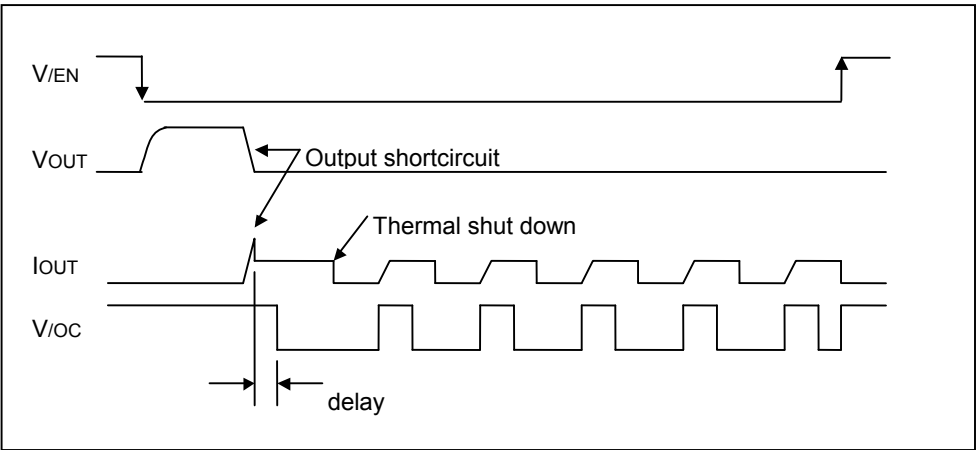 V/EN
VOUT
Output shortcircuit
Thermal shut down
IOUT
V/OC
delay